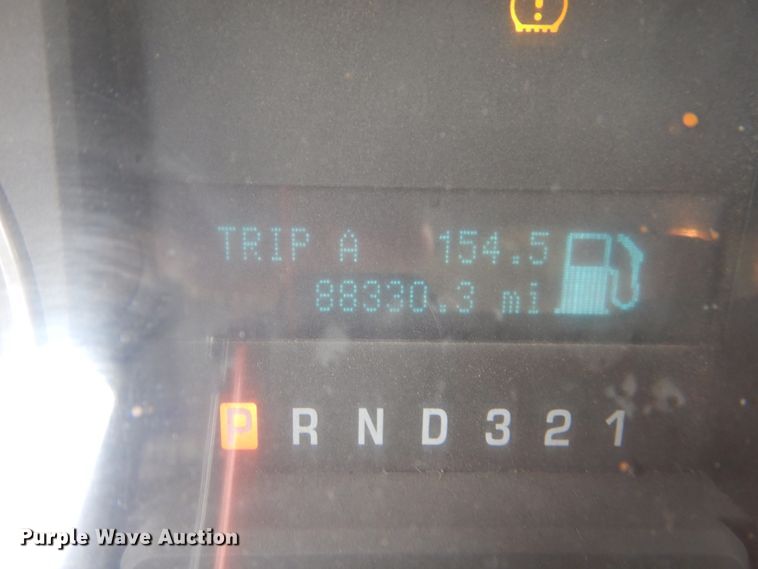 TRIP A 154.5
88330.3 mi
P R N D 3 2 1
Purple Wave Auction